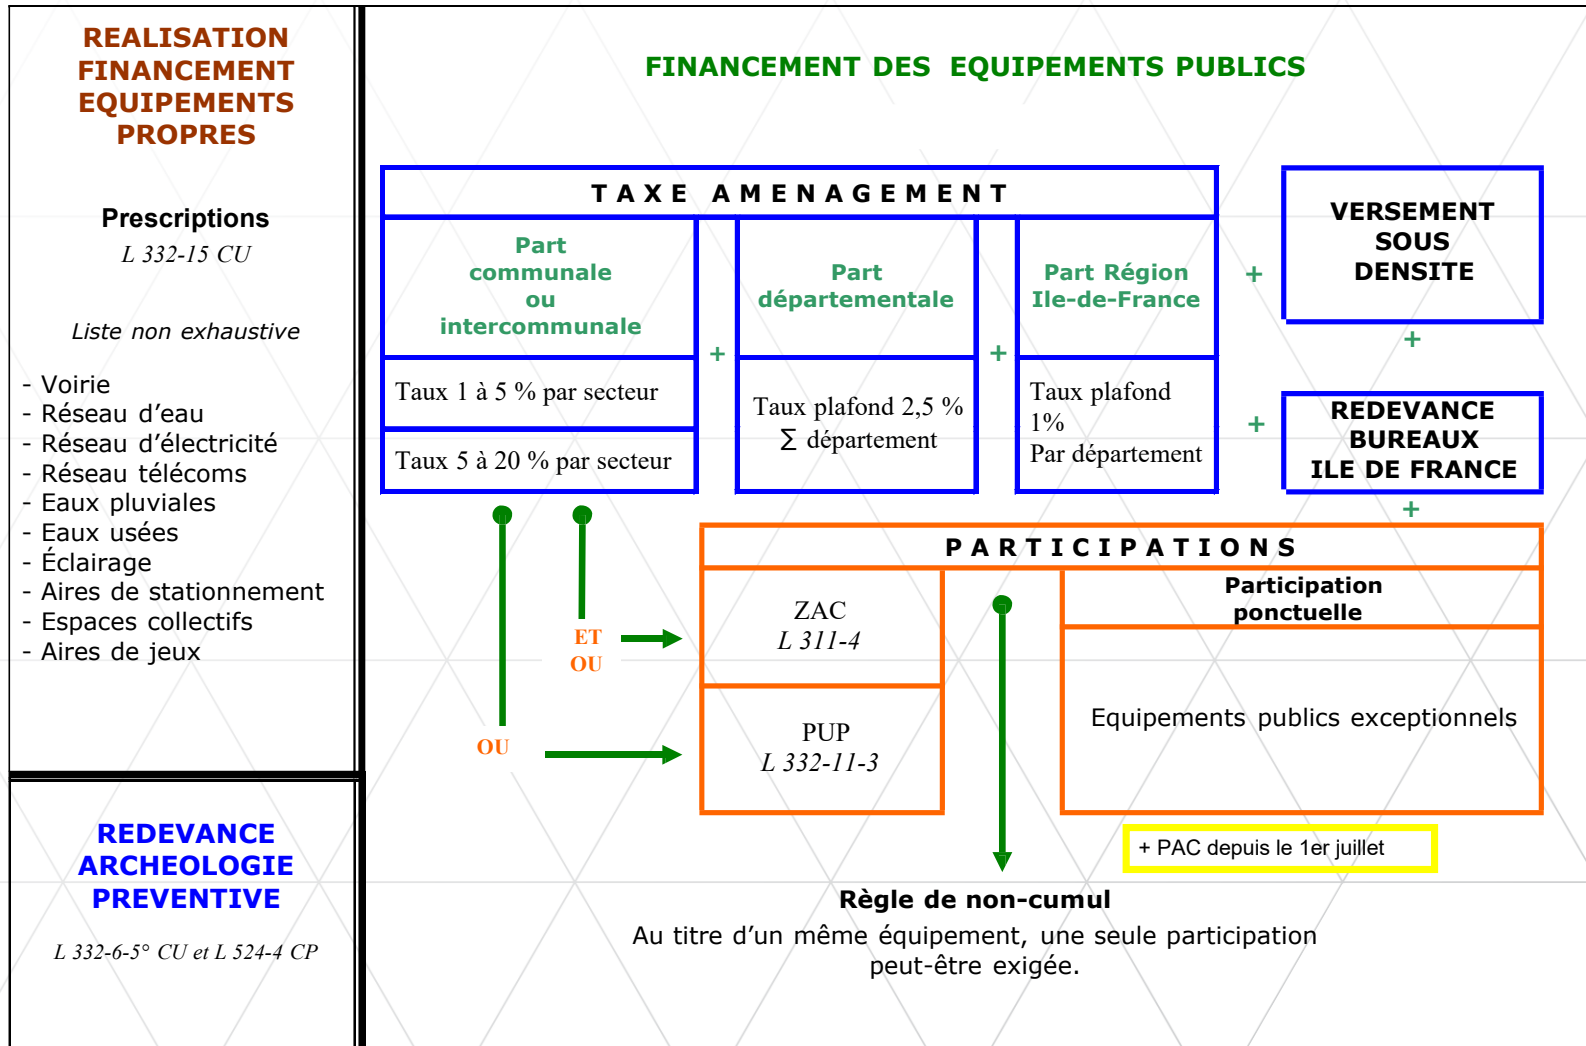 REALISATION
FINANCEMENT
EQUIPEMENTS
PROPRES
Prescriptions
L 332-15 CU
Liste non exhaustive
- Voirie
- Réseau d’eau
- Réseau d’électricité
- Réseau télécoms
- Eaux pluviales
- Eaux usées
- Éclairage
- Aires de stationnement
- Espaces collectifs
- Aires de jeux
REDEVANCE
ARCHEOLOGIE
PREVENTIVE
L 332-6-5° CU et L 524-4 CP
FINANCEMENT DES EQUIPEMENTS PUBLICS
TAXE AMENAGEMENT
Part
communale
ou
intercommunale
Taux 1 à 5 % par secteur
Taux 5 à 20 % par secteur
+
Part
départementale
Taux plafond 2,5 %
∑ département
+
Part Région
Ile-de-France
Taux plafond
1%
Par département
+
VERSEMENT
SOUS
DENSITE
+
+
REDEVANCE
BUREAUX
ILE DE FRANCE
+
PARTICIPATIONS
ET
OU
OU
ZAC
L 311-4
PUP
L 332-11-3
Participation
ponctuelle
Equipements publics exceptionnels
+ PAC depuis le 1er juillet
Règle de non-cumul
Au titre d’un même équipement, une seule participation
peut-être exigée.